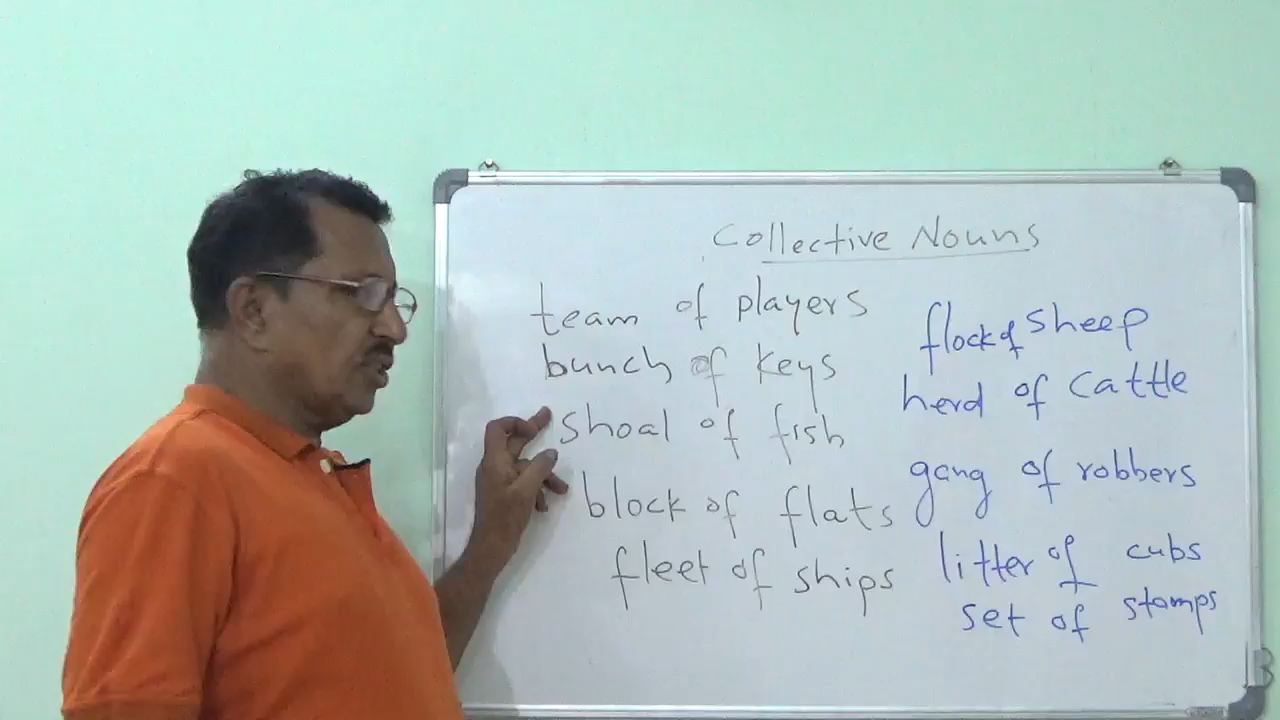 Collective Nouns
team of players
bunch of keys
shoal of fish
block of flats
fleet of ships
flock of sheep
herd of cattle
gang of robbers
litter of cubs
set of stamps